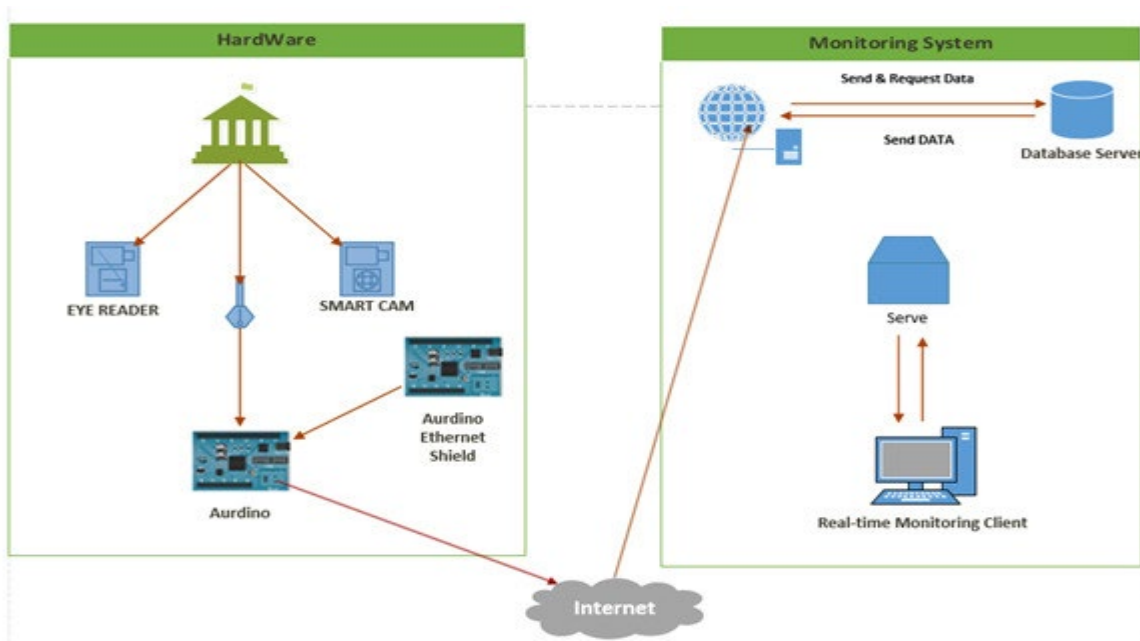 HardWare
EYE READER
SMART CAM
Aurdino
Ethernet
Shield
Aurdino
Internet
Monitoring System
Send & Request Data
Send DATA
Database Server
Serve
Real-time Monitoring Client